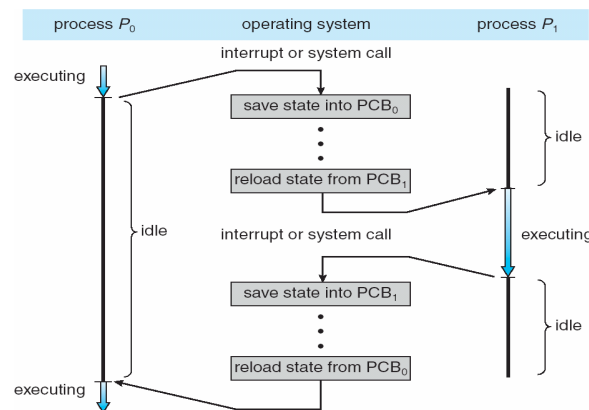 process P₀ operating system process P₁
interrupt or system call
executing
save state into PCB₀
idle
reload state from PCB₁
idle
interrupt or system call
executing
save state into PCB₁
idle
reload state from PCB₀
executing